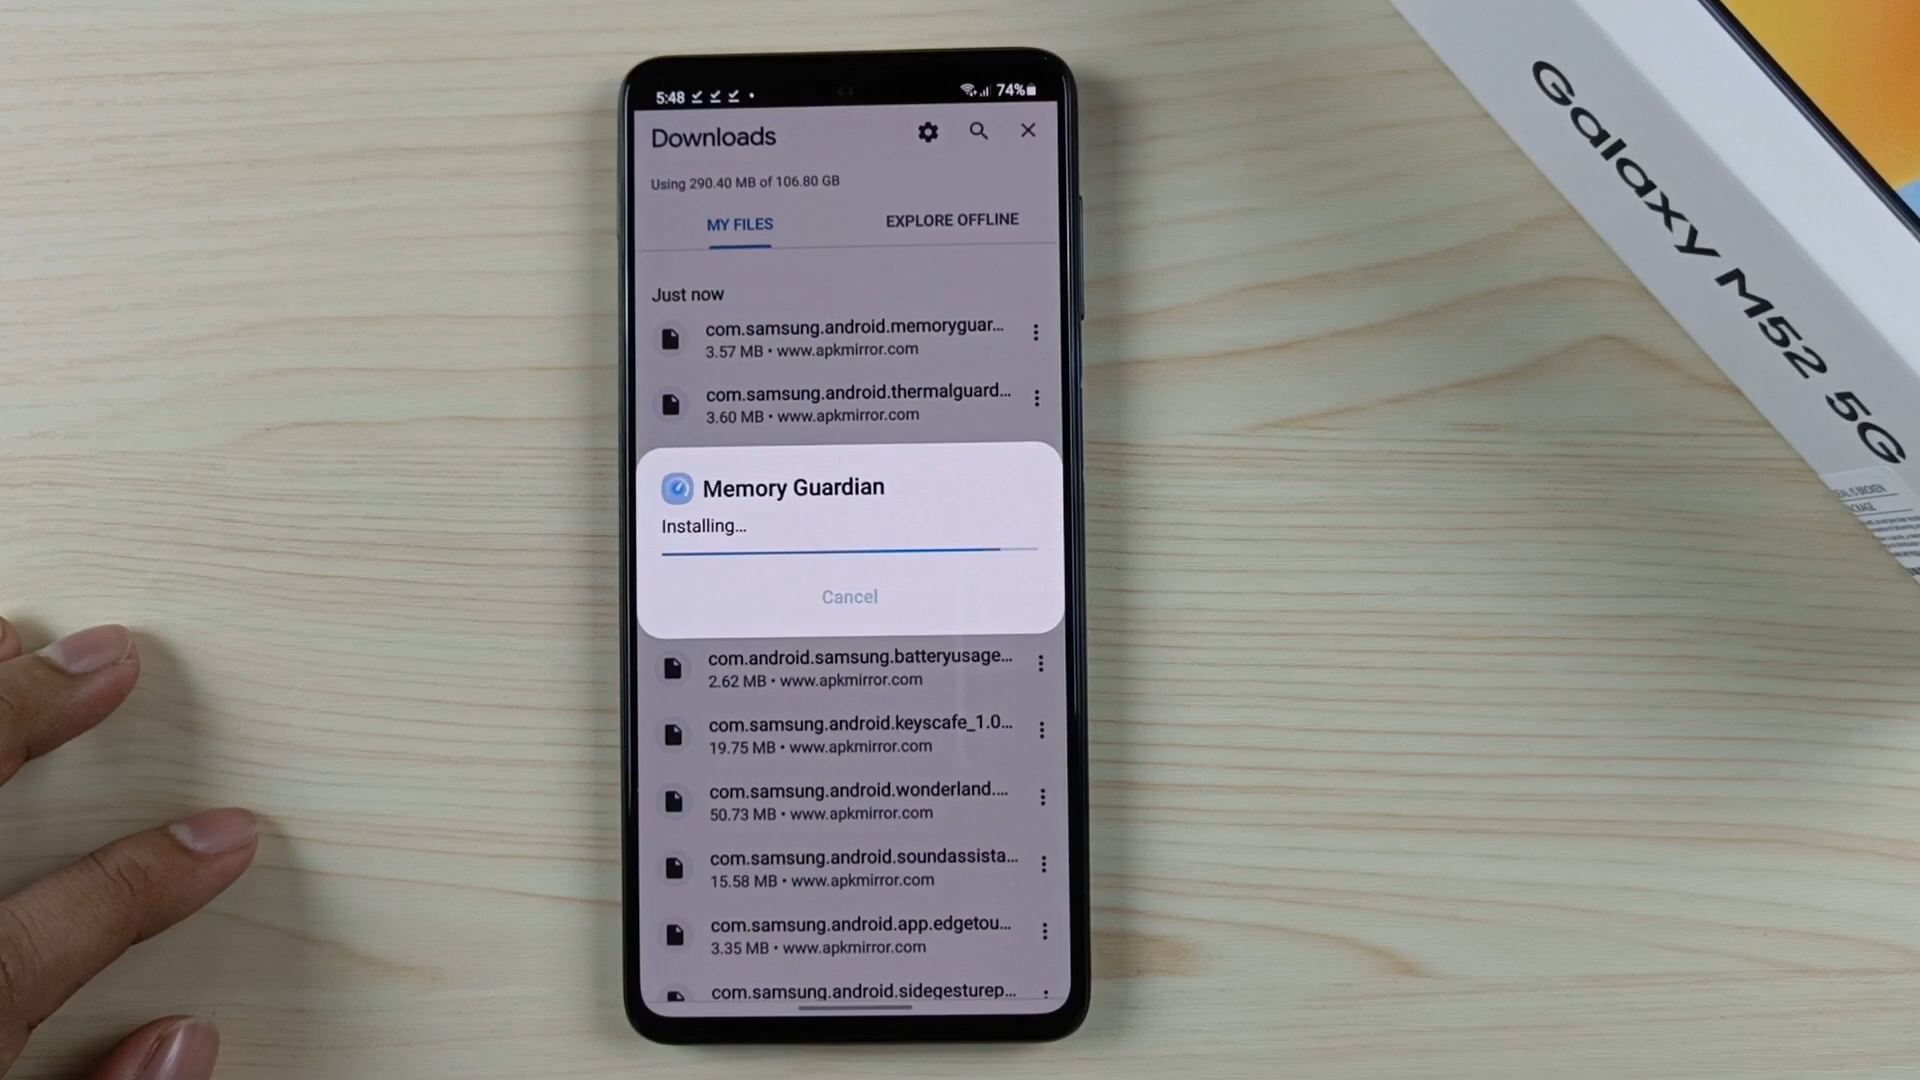 5:48
74%
Downloads
Using 290.40 MB of 106.80 GB
MY FILES
EXPLORE OFFLINE
Just now
com.samsung.android.memoryguar...
3.57 MB • www.apkmirror.com
com.samsung.android.thermalguard...
3.60 MB • www.apkmirror.com
Memory Guardian
Installing...
Cancel
com.android.samsung.batteryusage...
2.62 MB • www.apkmirror.com
com.samsung.android.keyscafe_1.0...
19.75 MB • www.apkmirror.com
com.samsung.android.wonderland....
50.73 MB • www.apkmirror.com
com.samsung.android.soundassista...
15.58 MB • www.apkmirror.com
com.samsung.android.app.edgetou...
3.35 MB • www.apkmirror.com
com.samsung.android.sidegesturep...
Galaxy M52 5G
IS BROKEN